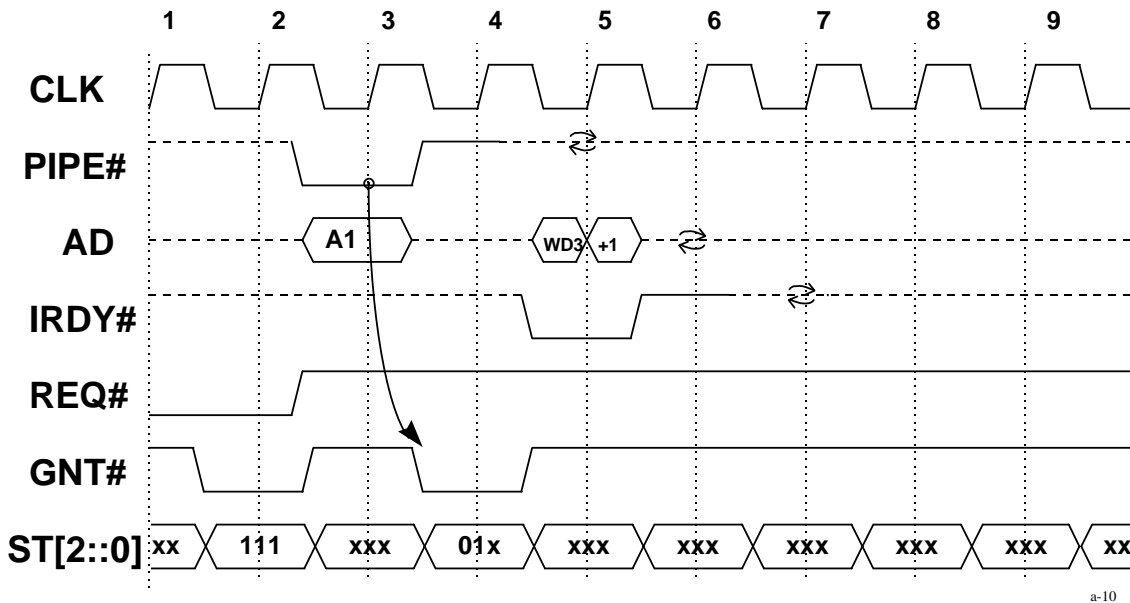 1 2 3 4 5 6 7 8 9
CLK
PIPE#
AD A1 WD3 +1
IRDY#
REQ#
GNT#
ST[2::0] xx 111 xxx 01x xxx xxx xxx xxx xxx xx
a-10